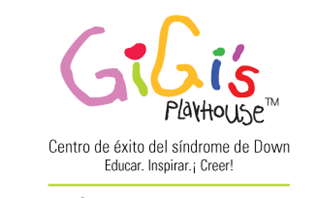 GiGi's
PLAYHOUSE™
Centro de éxito del síndrome de Down
Educar. Inspirar.¡ Creer!